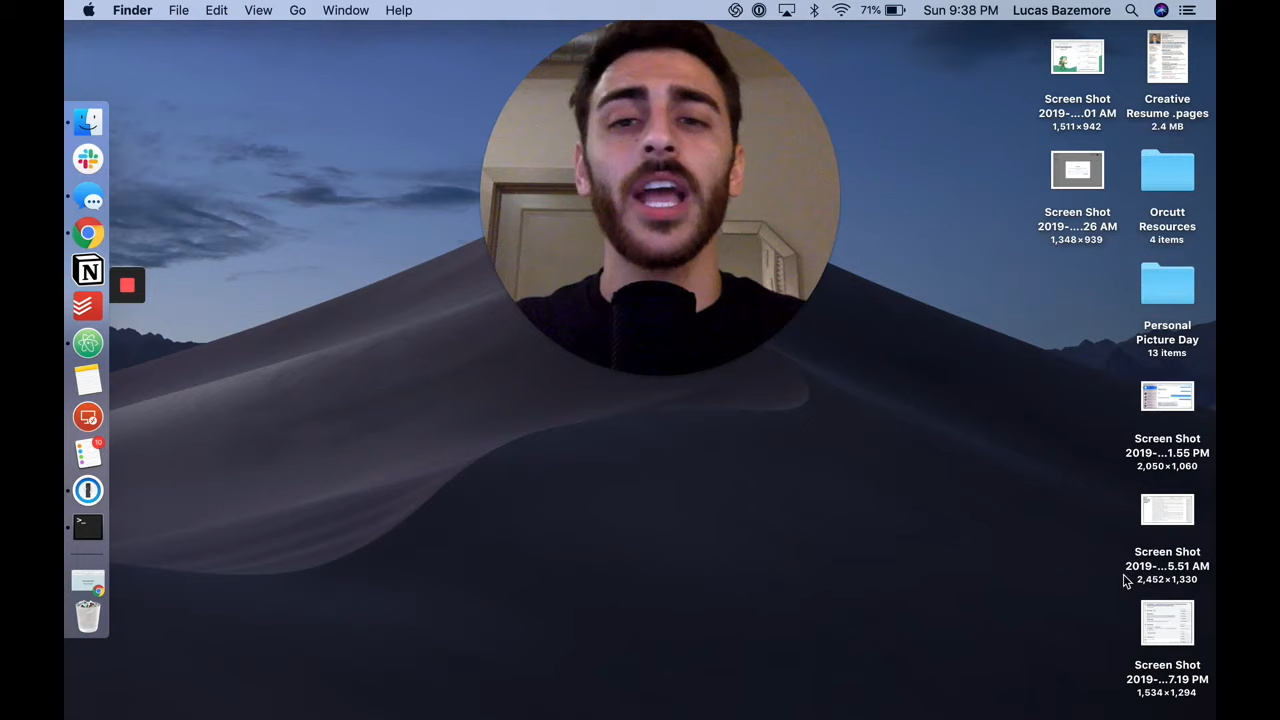 Finder File Edit View Go Window Help 71% Sun 9:38 PM Lucas Bazemore
Screen Shot
2019-....01 AM
1,511×942
Creative
Resume .pages
2.4 MB
Screen Shot
2019-....26 AM
1,348×939
Orcutt
Resources
4 items
Personal
Picture Day
13 items
Screen Shot
2019-...1.55 PM
2,050×1,060
Screen Shot
2019-...5.51 AM
2,452×1,330
Screen Shot
2019-...7.19 PM
1,534×1,294
10
>_